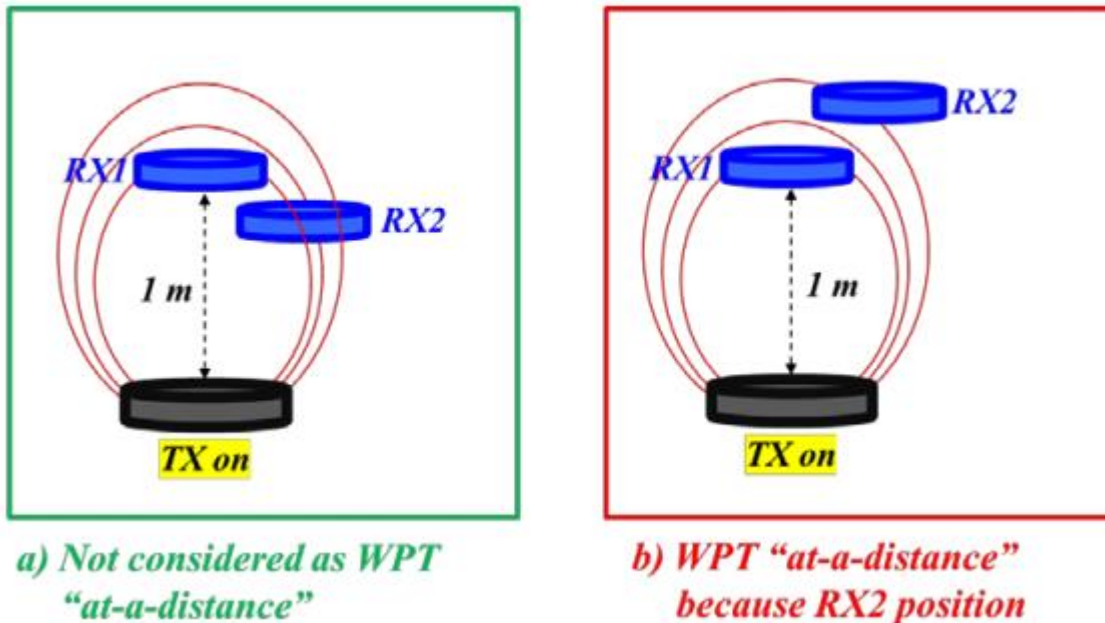 RX1
RX2
1 m
TX on
a) Not considered as WPT
“at-a-distance”
RX2
RX1
1 m
TX on
b) WPT “at-a-distance”
because RX2 position